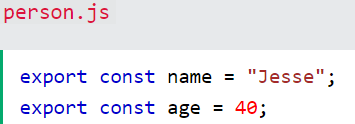 person.js
export const name = "Jesse";
export const age = 40;